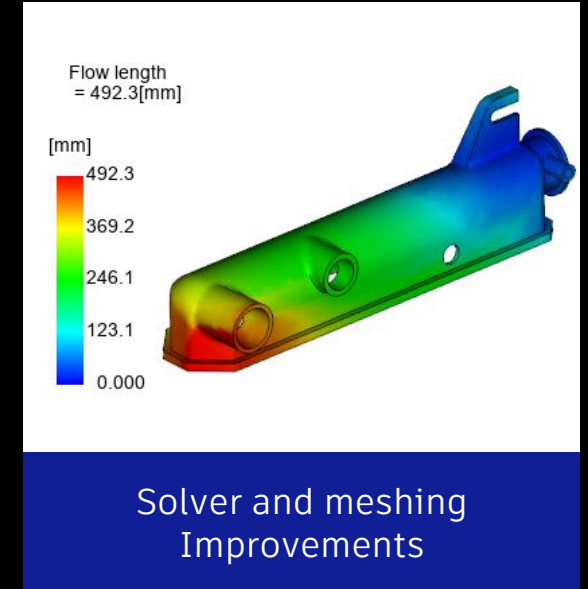 Flow length
= 492.3[mm]
[mm]
492.3
369.2
246.1
123.1
0.000
Solver and meshing
Improvements